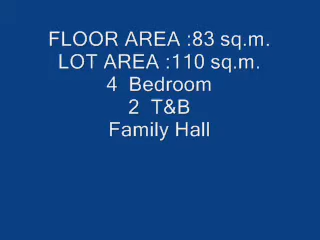 FLOOR AREA :83 sq.m.
LOT AREA :110 sq.m.
4  Bedroom
2  T&B
Family Hall